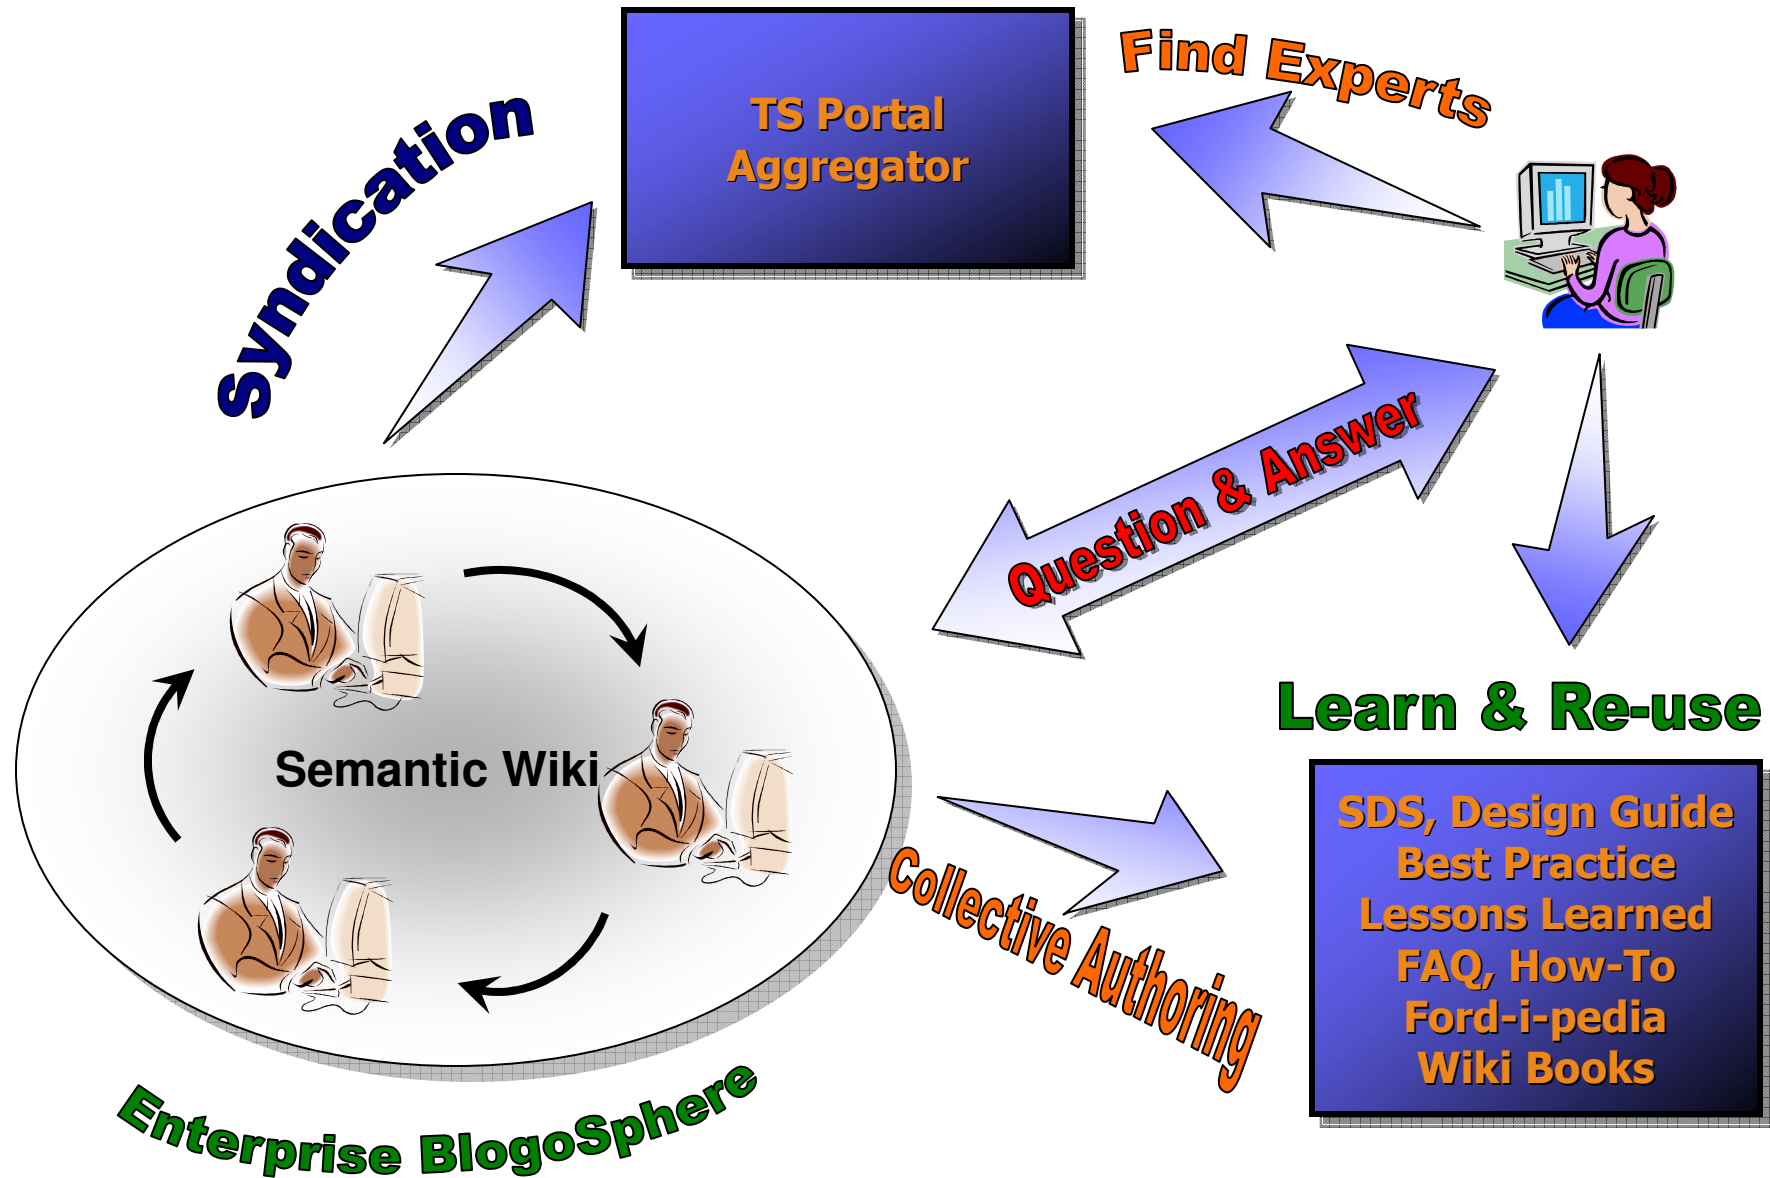 Syndication
TS Portal
Aggregator
Find Experts
Question & Answer
Semantic Wiki
Learn & Re-use
Collective Authoring
SDS, Design Guide
Best Practice
Lessons Learned
FAQ, How-To
Ford-i-pedia
Wiki Books
Enterprise BlogoSphere